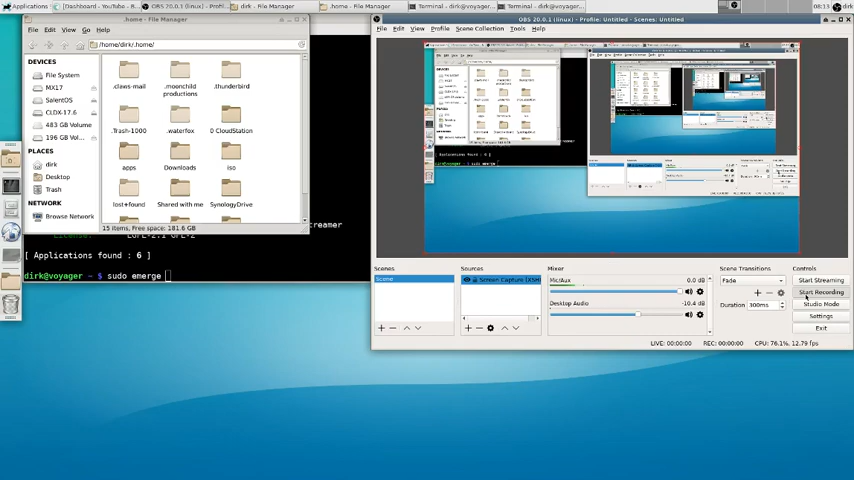 Applications
[Dashboard - YouTube - B...
OBS 20.0.1 (linux) - Profil...
dirk - File Manager
.home - File Manager
Terminal - dirk@voyager...
Terminal - dirk@voyager...
08:13
dirk
.home - File Manager
File Edit View Go Help
/home/dirk/.home/
DEVICES
File System
MX17
SalentOS
CLDX-17.6
483 GB Volume
196 GB Vol...
PLACES
dirk
Desktop
Trash
NETWORK
Browse Network
.claws-mail
.moonchild productions
.thunderbird
.Trash-1000
.waterfox
0 CloudStation
apps
Downloads
iso
lost+found
Shared with me
SynologyDrive
15 items, Free space: 181.6 GB
reamer
[ Applications found : 6 ]
dirk@voyager ~ $ sudo emerge
OBS 20.0.1 (linux) - Profile: Untitled - Scenes: Untitled
File Edit View Profile Scene Collection Tools Help
Scenes
Scene
Sources
Screen Capture (XSH
Mixer
Mic/Aux 0.0 dB
Desktop Audio -10.4 dB
Scene Transitions
Fade
Duration 300ms
Controls
Start Streaming
Start Recording
Studio Mode
Settings
Exit
LIVE: 00:00:00 REC: 00:00:00 CPU: 76.1%, 12.79 fps